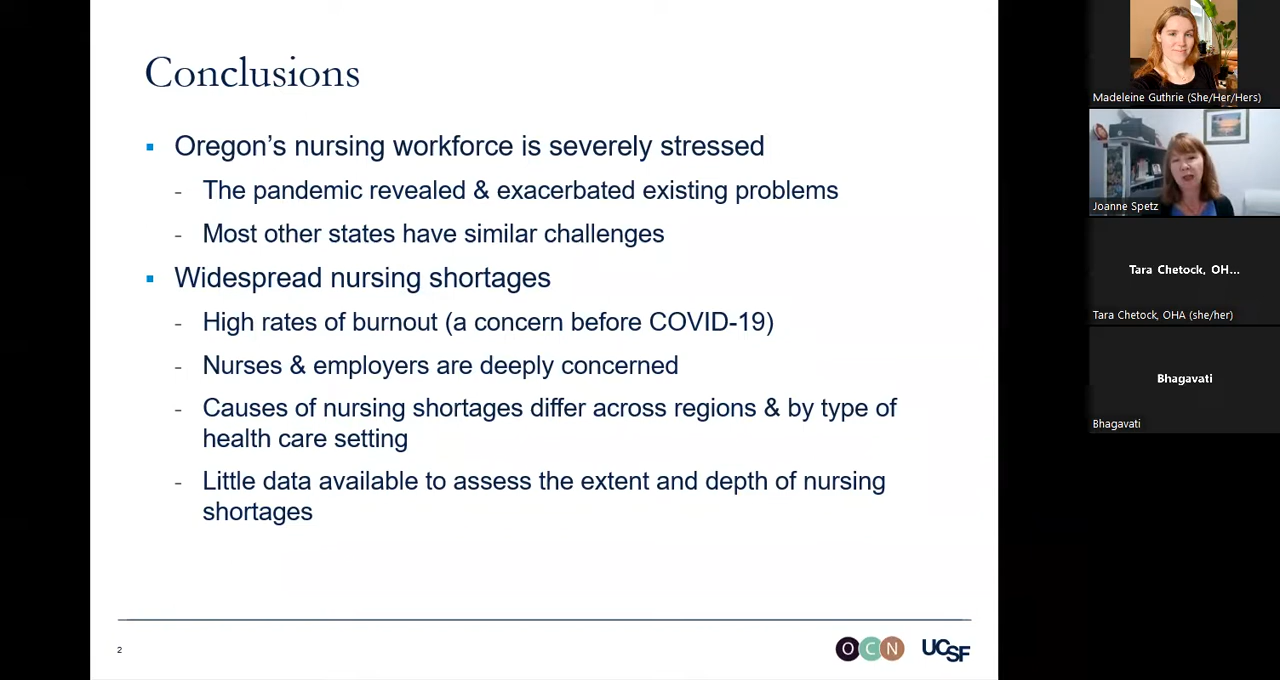 Conclusions
Oregon’s nursing workforce is severely stressed
- The pandemic revealed & exacerbated existing problems
- Most other states have similar challenges
Widespread nursing shortages
- High rates of burnout (a concern before COVID-19)
- Nurses & employers are deeply concerned
- Causes of nursing shortages differ across regions & by type of
health care setting
- Little data available to assess the extent and depth of nursing
shortages
2
OCN
UCSF
Madeleine Guthrie (She/Her/Hers)
Joanne Spetz
Tara Chetock, OH...
Tara Chetock, OHA (she/her)
Bhagavati
Bhagavati